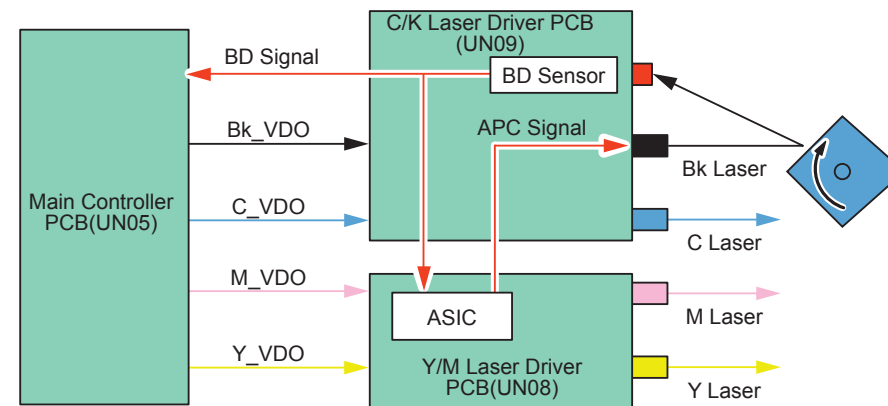 C/K Laser Driver PCB
(UN09)
BD Signal
BD Sensor
Bk_VDO
APC Signal
Bk Laser
Main Controller
PCB(UN05)
C_VDO
C Laser
M_VDO
ASIC
M Laser
Y_VDO
Y/M Laser Driver
PCB(UN08)
Y Laser